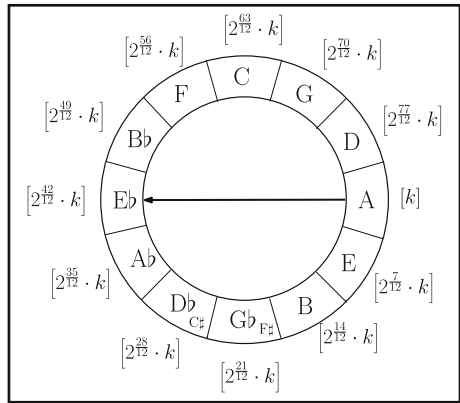 [2^{63/12} · k]
[2^{56/12} · k]
[2^{70/12} · k]
C
F
G
[2^{49/12} · k]
[2^{77/12} · k]
B♭
D
[2^{42/12} · k]
E♭
A
[k]
A♭
E
[2^{35/12} · k]
[2^{7/12} · k]
D♭
C♯
G♭
F♯
B
[2^{28/12} · k]
[2^{14/12} · k]
[2^{21/12} · k]